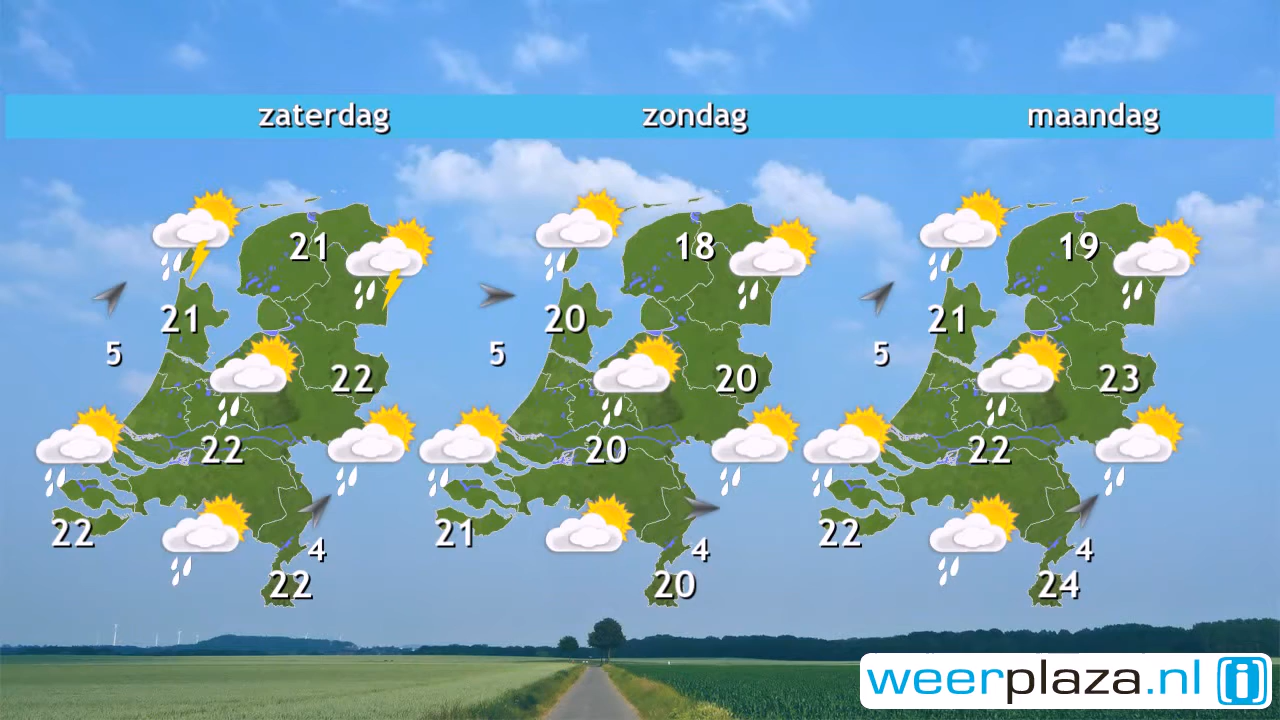 zaterdag zondag maandag
21 18 19
21 20 21
5 5 5
22 20 23
22 20 22
22 21 22
4 4 4
22 20 24
weerplaza.nl